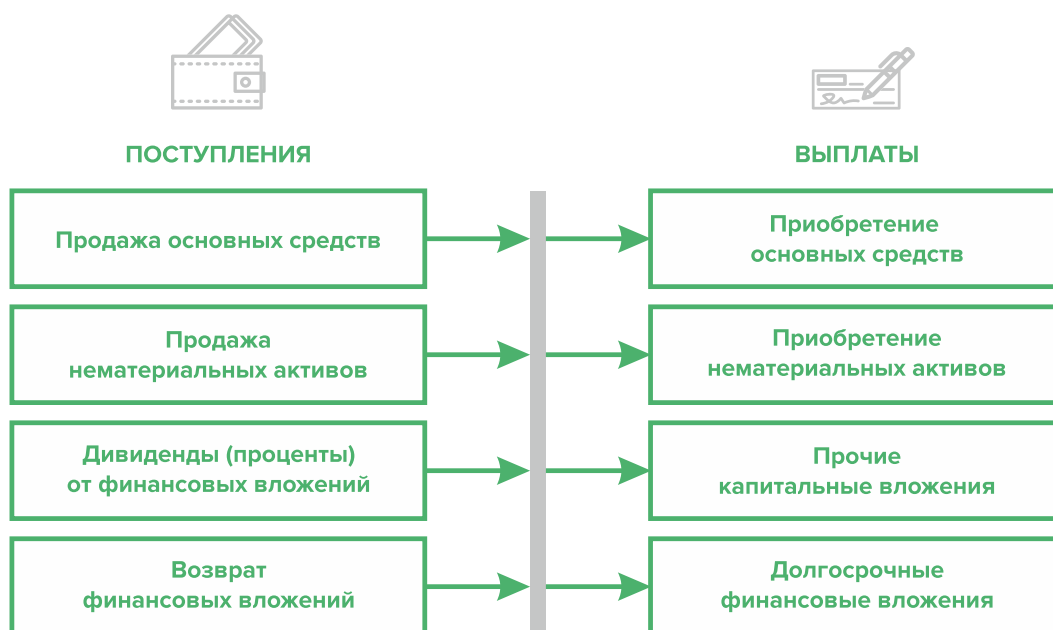 ПОСТУПЛЕНИЯ
ВЫПЛАТЫ
Продажа основных средств
Приобретение
основных средств
Продажа
нематериальных активов
Приобретение
нематериальных активов
Дивиденды (проценты)
от финансовых вложений
Прочие
капитальные вложения
Возврат
финансовых вложений
Долгосрочные
финансовые вложения